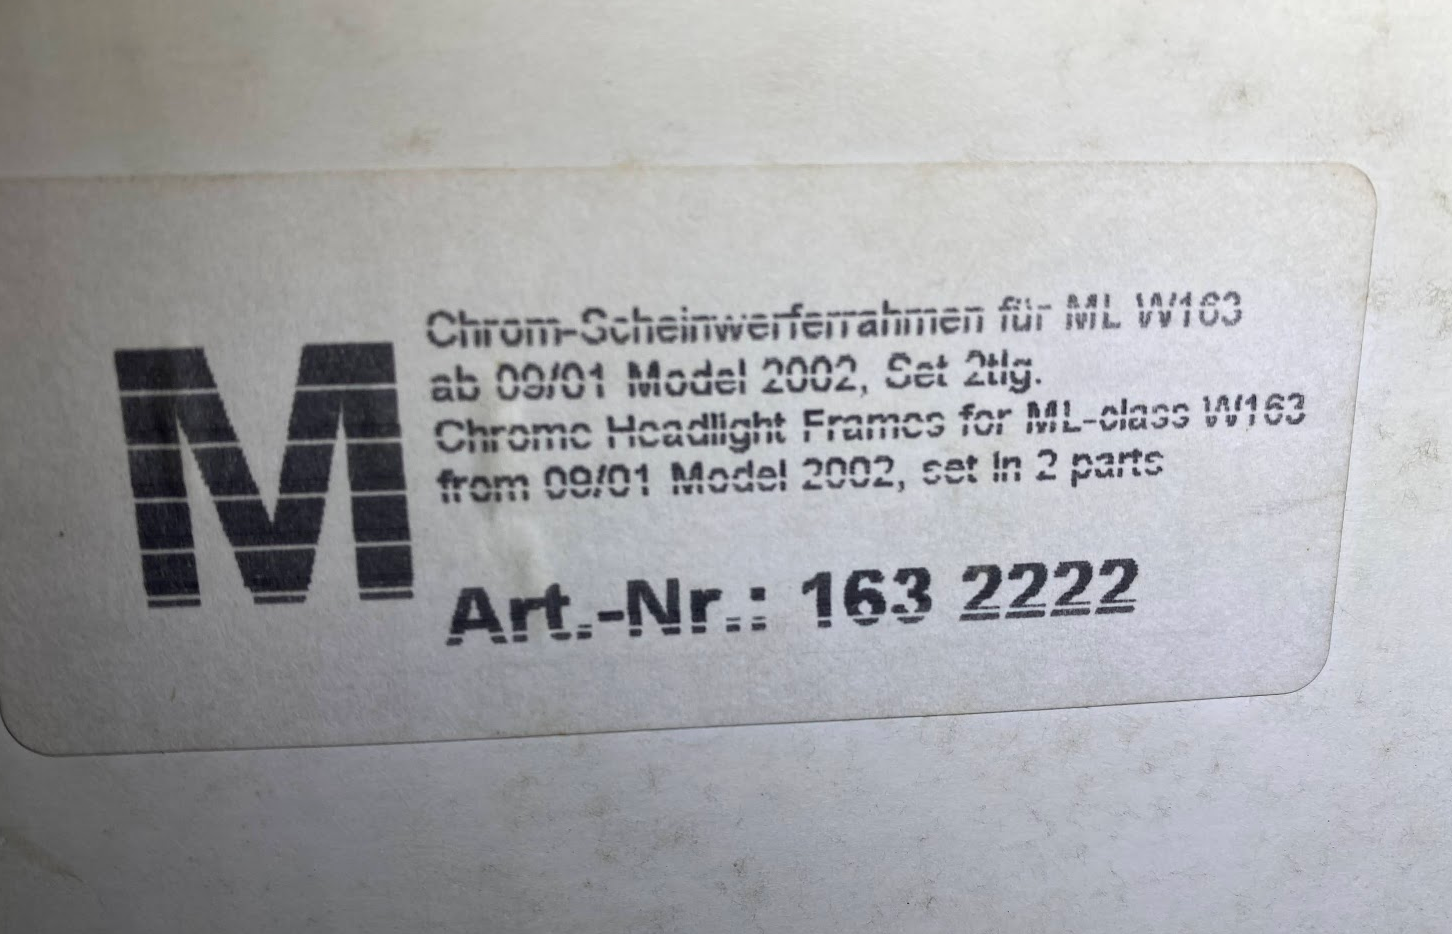 M
Chrom-Scheinwerferrahmen für ML W163
ab 09/01 Model 2002, Set 2tlg.
Chrome Headlight Frames for ML-class W163
from 09/01 Model 2002, set in 2 parts
Art.-Nr.: 163 2222